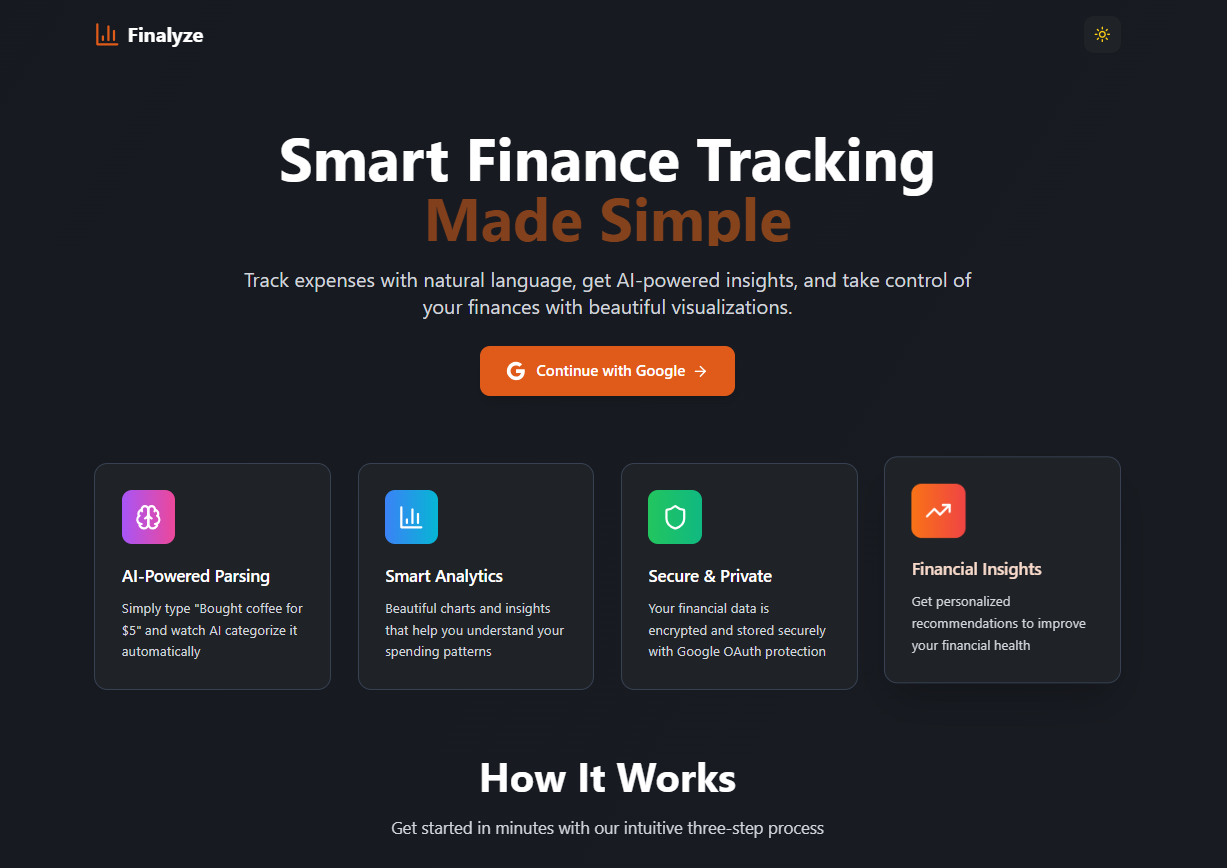 Finalyze
Smart Finance Tracking
Made Simple
Track expenses with natural language, get AI-powered insights, and take control of
your finances with beautiful visualizations.
Continue with Google →
AI-Powered Parsing
Simply type "Bought coffee for
$5" and watch AI categorize it
automatically
Smart Analytics
Beautiful charts and insights
that help you understand your
spending patterns
Secure & Private
Your financial data is
encrypted and stored securely
with Google OAuth protection
Financial Insights
Get personalized
recommendations to improve
your financial health
How It Works
Get started in minutes with our intuitive three-step process